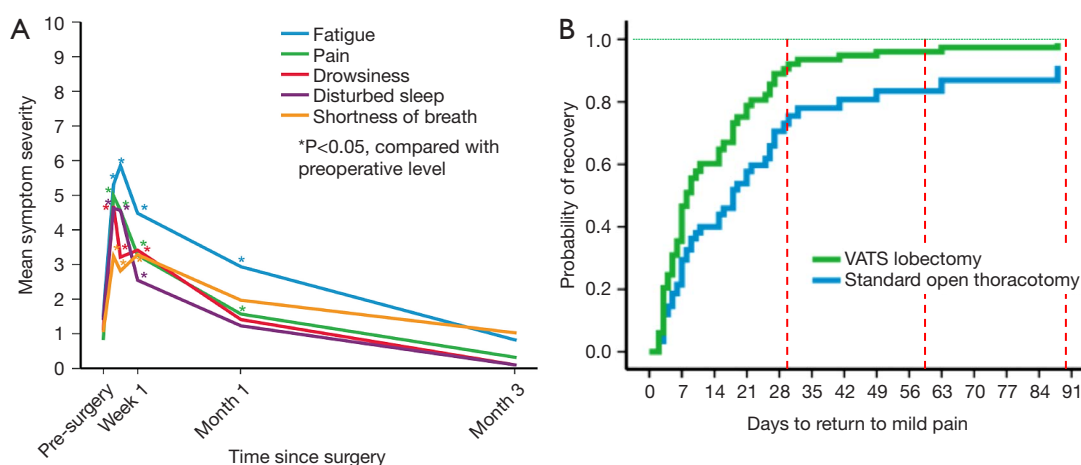 A
Mean symptom severity
10
9
8
7
6
5
4
3
2
1
0
Fatigue
Pain
Drowsiness
Disturbed sleep
Shortness of breath
*P<0.05, compared with
preoperative level
* * * * * * * * * * * * * * * * *
Pre-surgery
Week 1
Month 1
Month 3
Time since surgery
B
Probability of recovery
1.0
0.8
0.6
0.4
0.2
0.0
VATS lobectomy
Standard open thoracotomy
0 7 14 21 28 35 42 49 56 63 70 77 84 91
Days to return to mild pain